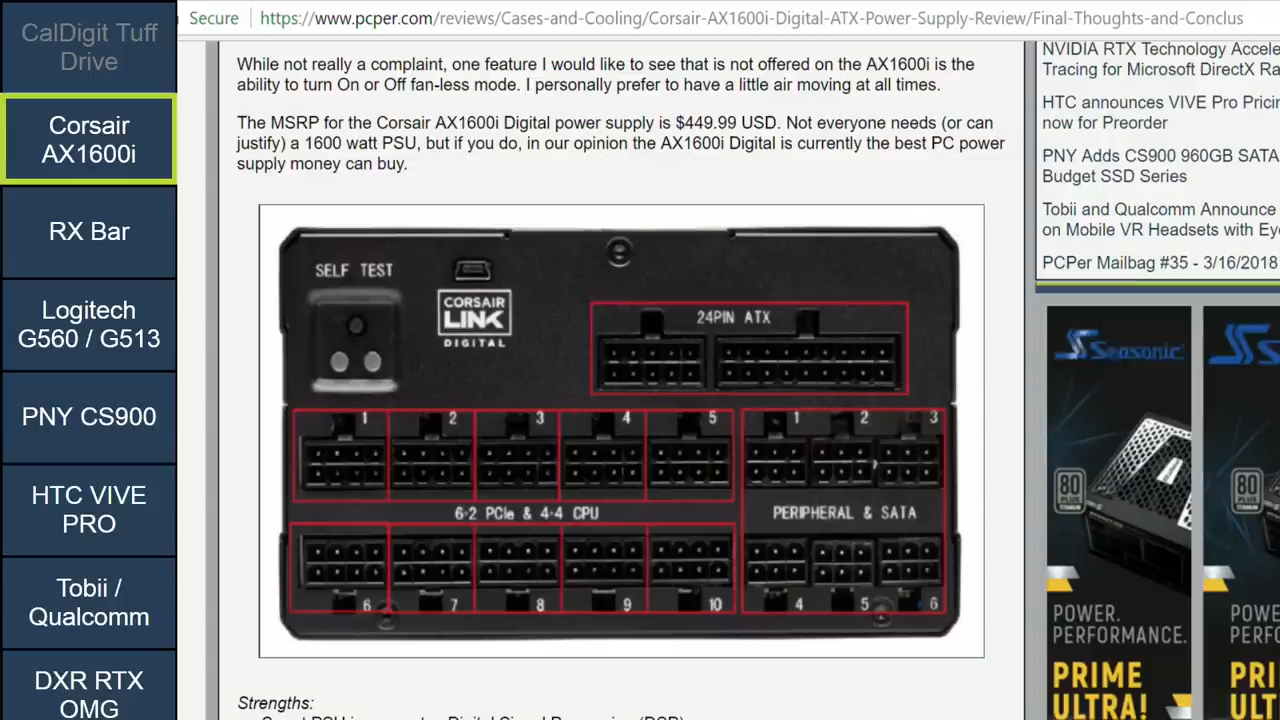 CalDigit Tuff
Drive
Corsair
AX1600i
RX Bar
Logitech
G560 / G513
PNY CS900
HTC VIVE
PRO
Tobii /
Qualcomm
DXR RTX
OMG
Secure
https://www.pcper.com/reviews/Cases-and-Cooling/Corsair-AX1600i-Digital-ATX-Power-Supply-Review/Final-Thoughts-and-Conclus
While not really a complaint, one feature I would like to see that is not offered on the AX1600i is the
ability to turn On or Off fan-less mode. I personally prefer to have a little air moving at all times.
The MSRP for the Corsair AX1600i Digital power supply is $449.99 USD. Not everyone needs (or can
justify) a 1600 watt PSU, but if you do, in our opinion the AX1600i Digital is currently the best PC power
supply money can buy.
SELF TEST
CORSAIR
LINK
DIGITAL
24PIN ATX
1 2 3 4 5
1 2 3
6+2 PCIe & 4+4 CPU
PERIPHERAL & SATA
6 7 8 9 10
4 5 6
Strengths:
NVIDIA RTX Technology Accele
Tracing for Microsoft DirectX Ra
HTC announces VIVE Pro Pricin
now for Preorder
PNY Adds CS900 960GB SATA
Budget SSD Series
Tobii and Qualcomm Announce
on Mobile VR Headsets with Eye
PCPer Mailbag #35 - 3/16/2018
Seasonic
80
PLUS
TITANIUM
POWER.
PERFORMANCE.
PRIME
ULTRA!
80
PLUS
TITANIUM
POWE
PERFO
PRI
ULT